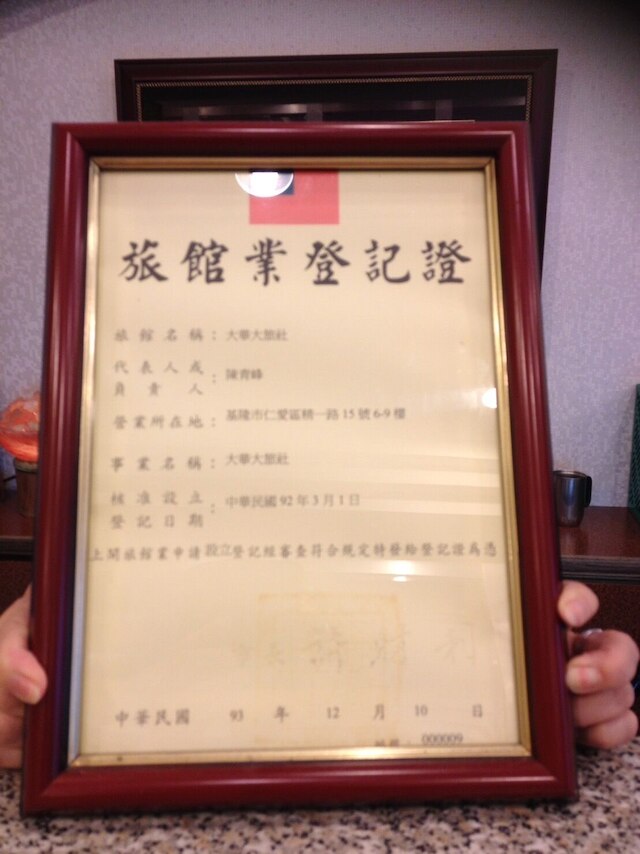 旅館業登記證
旅館名稱：大華大旅社
代表人或
負責人：陳青峰
營業所在地：基隆市仁愛區精一路15號6-9樓
事業名稱：大華大旅社
核准設立
登記日期：中華民國92年3月1日
上開旅館業申請設立登記經審查符合規定特發給登記證為憑
中華民國 93 年 12 月 10 日
000009